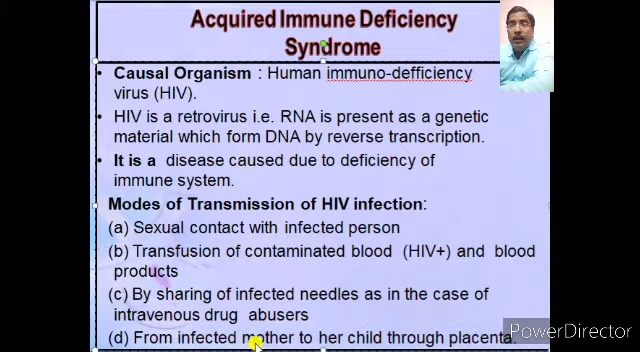 Acquired Immune Deficiency
Syndrome
• Causal Organism : Human immuno-defficiency
virus (HIV).
• HIV is a retrovirus i.e. RNA is present as a genetic
material which form DNA by reverse transcription.
• It is a disease caused due to deficiency of
immune system.
Modes of Transmission of HIV infection:
(a) Sexual contact with infected person
(b) Transfusion of contaminated blood (HIV+) and blood
products
(c) By sharing of infected needles as in the case of
intravenous drug abusers
(d) From infected mother to her child through placenta.
PowerDirector